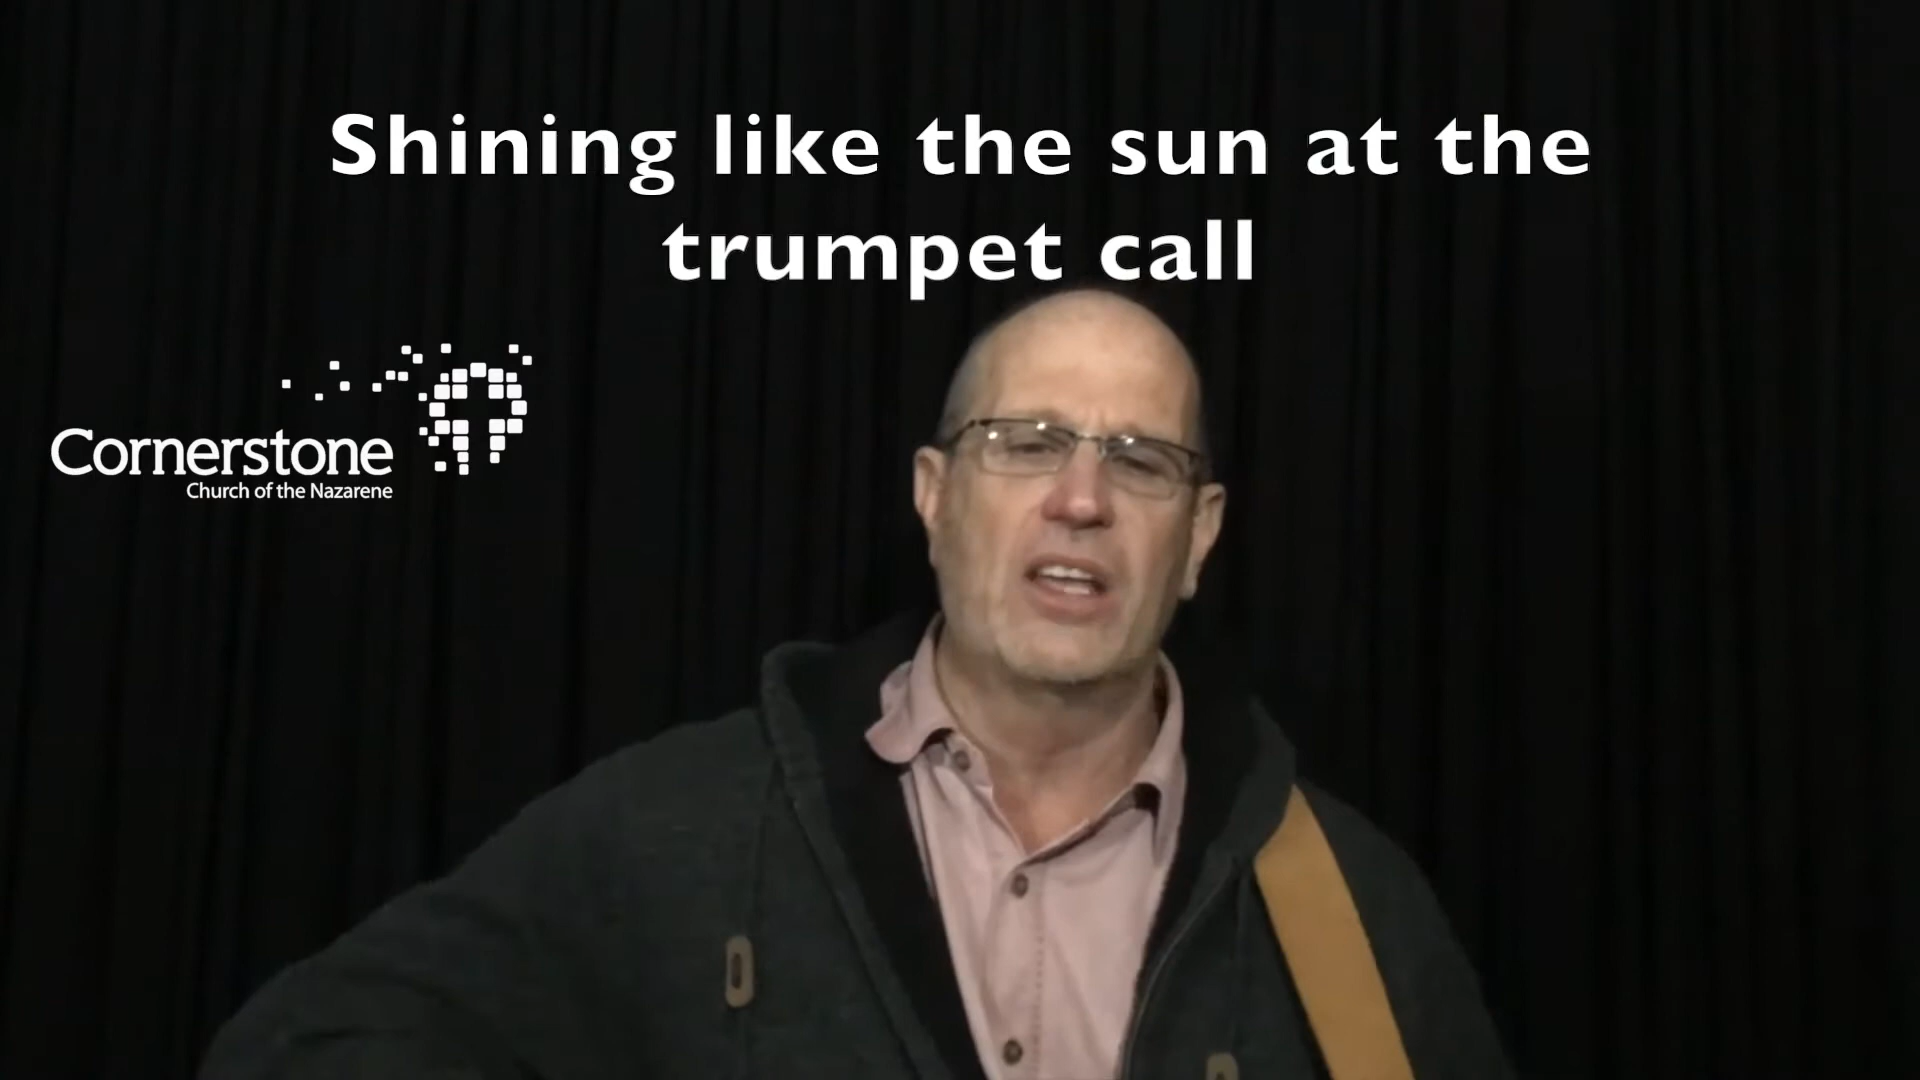 Shining like the sun at the
trumpet call
Cornerstone
Church of the Nazarene